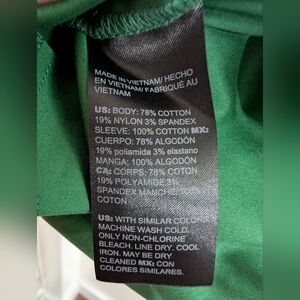 MADE IN VIETNAM/ HECHO
EN VIETNAM/ FABRIQUÉ AU
VIETNAM
US: BODY: 78% COTTON
19% NYLON 3% SPANDEX
SLEEVE: 100% COTTON MX:
CUERPO: 78% ALGODÓN
19% poliamida 3% elastano
MANGA: 100% ALGODÓN
CA: CORPS: 78% COTON
19% POLYAMIDE 3%
SPANDEX MANCHE: 100%
COTON
US: WITH SIMILAR COLORS
MACHINE WASH COLD.
ONLY NON-CHLORINE
BLEACH. LINE DRY. COOL
IRON. MAY BE DRY
CLEANED MX: CON
COLORES SIMILARES.